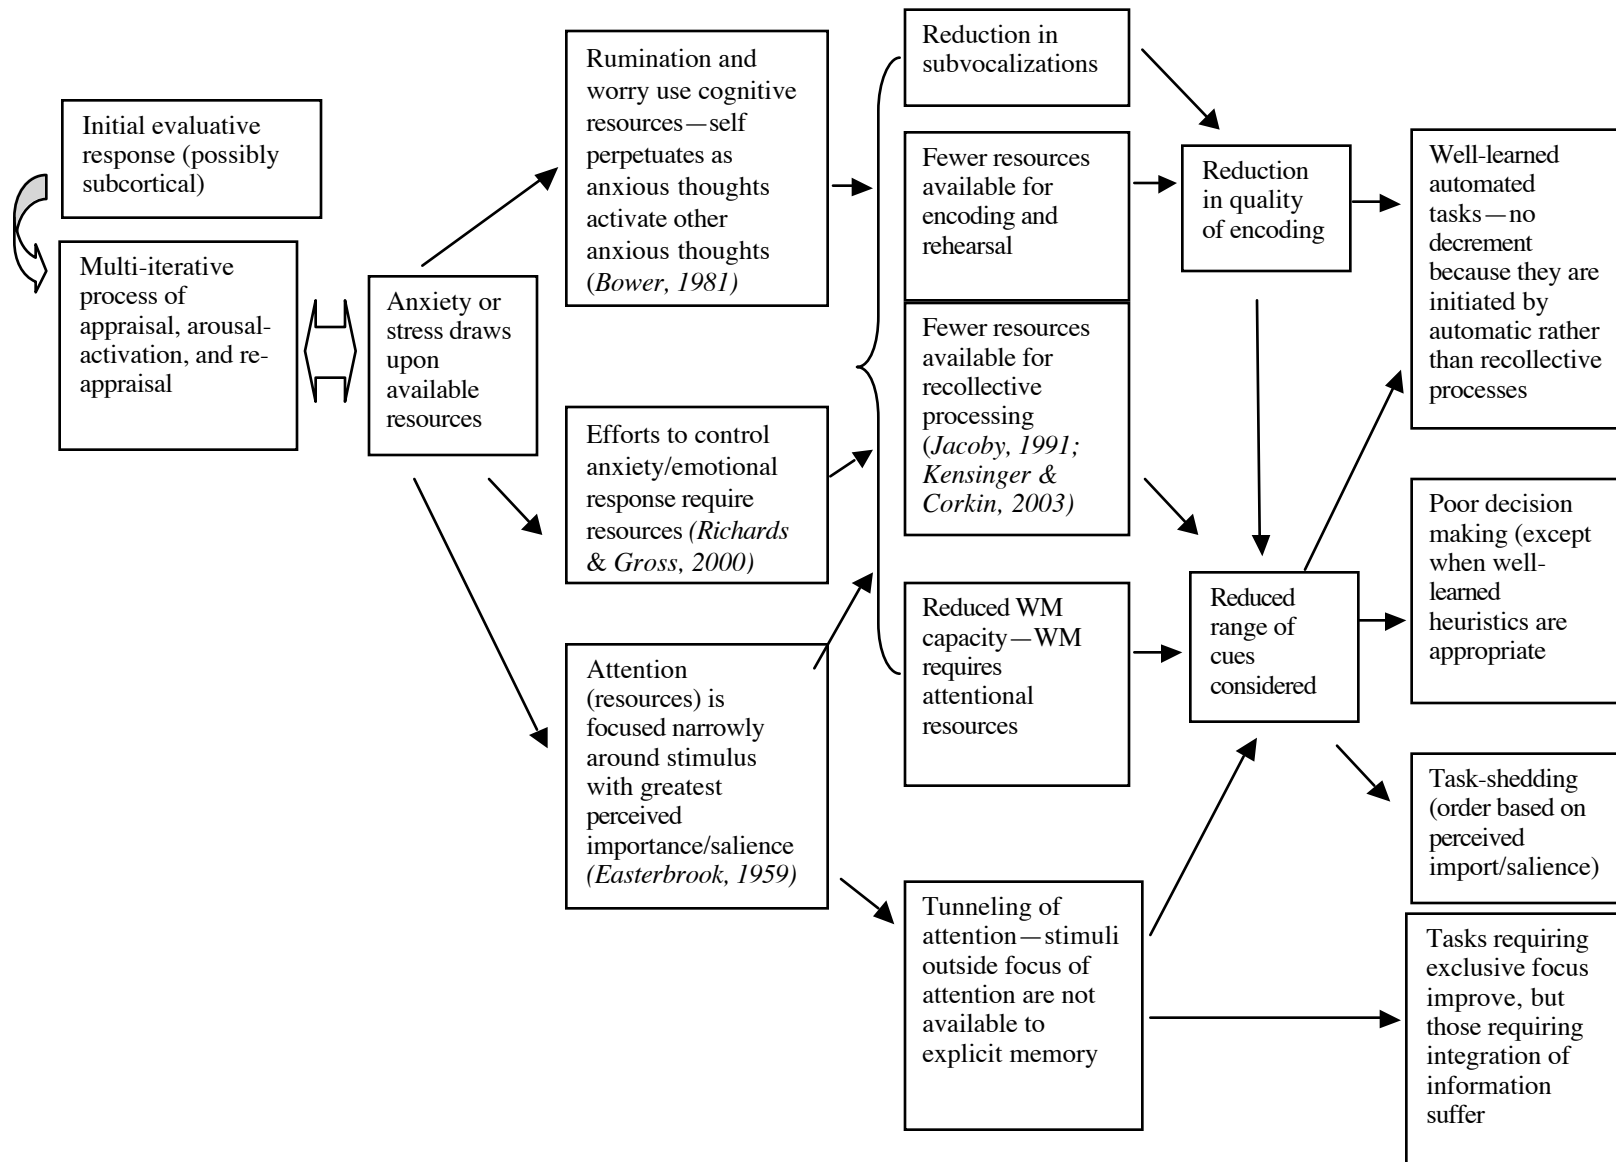 Initial evaluative
response (possibly
subcortical)
Multi-iterative
process of
appraisal, arousal-
activation, and re-
appraisal
Anxiety or
stress draws
upon
available
resources
Rumination and
worry use cognitive
resources—self
perpetuates as
anxious thoughts
activate other
anxious thoughts
(Bower, 1981)
Efforts to control
anxiety/emotional
response require
resources (Richards
& Gross, 2000)
Attention
(resources) is
focused narrowly
around stimulus
with greatest
perceived
importance/salience
(Easterbrook, 1959)
Reduction in
subvocalizations
Fewer resources
available for
encoding and
rehearsal
Fewer resources
available for
recollective
processing
(Jacoby, 1991;
Kensinger &
Corkin, 2003)
Reduced WM
capacity—WM
requires
attentional
resources
Tunneling of
attention—stimuli
outside focus of
attention are not
available to
explicit memory
Reduction
in quality
of encoding
Reduced
range of
cues
considered
Well-learned
automated
tasks—no
decrement
because they are
initiated by
automatic rather
than recollective
processes
Poor decision
making (except
when well-
learned
heuristics are
appropriate
Task-shedding
(order based on
perceived
import/salience)
Tasks requiring
exclusive focus
improve, but
those requiring
integration of
information
suffer